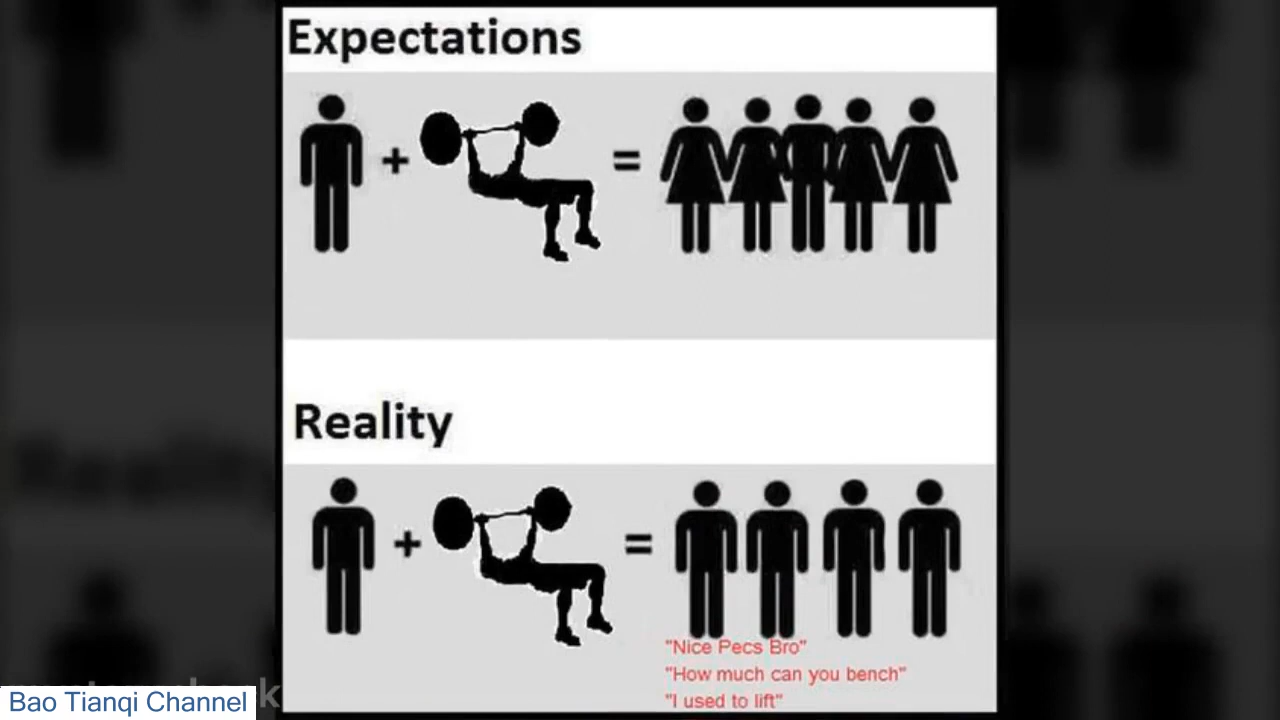 Expectations
+
=
Reality
+
=
"Nice Pecs Bro"
"How much can you bench"
"I used to lift"
Bao Tianqi Channel